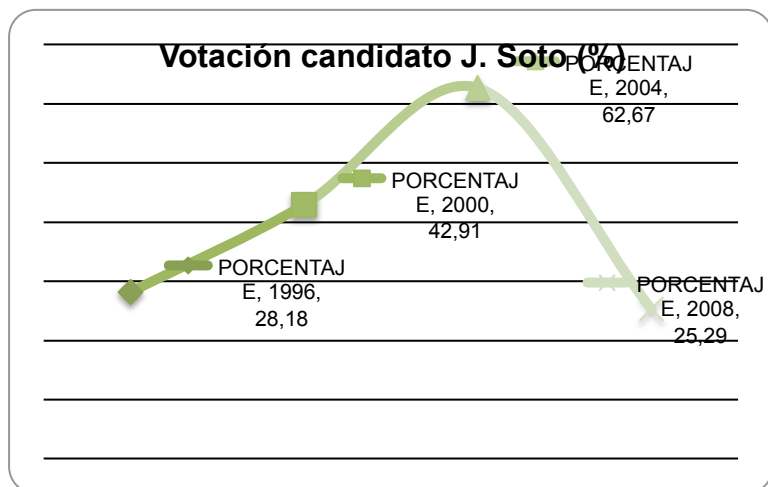 Votación candidato J. Soto (%)
PORCENTAJ
E, 2004,
62,67
PORCENTAJ
E, 2000,
42,91
PORCENTAJ
E, 1996,
28,18
PORCENTAJ
E, 2008,
25,29